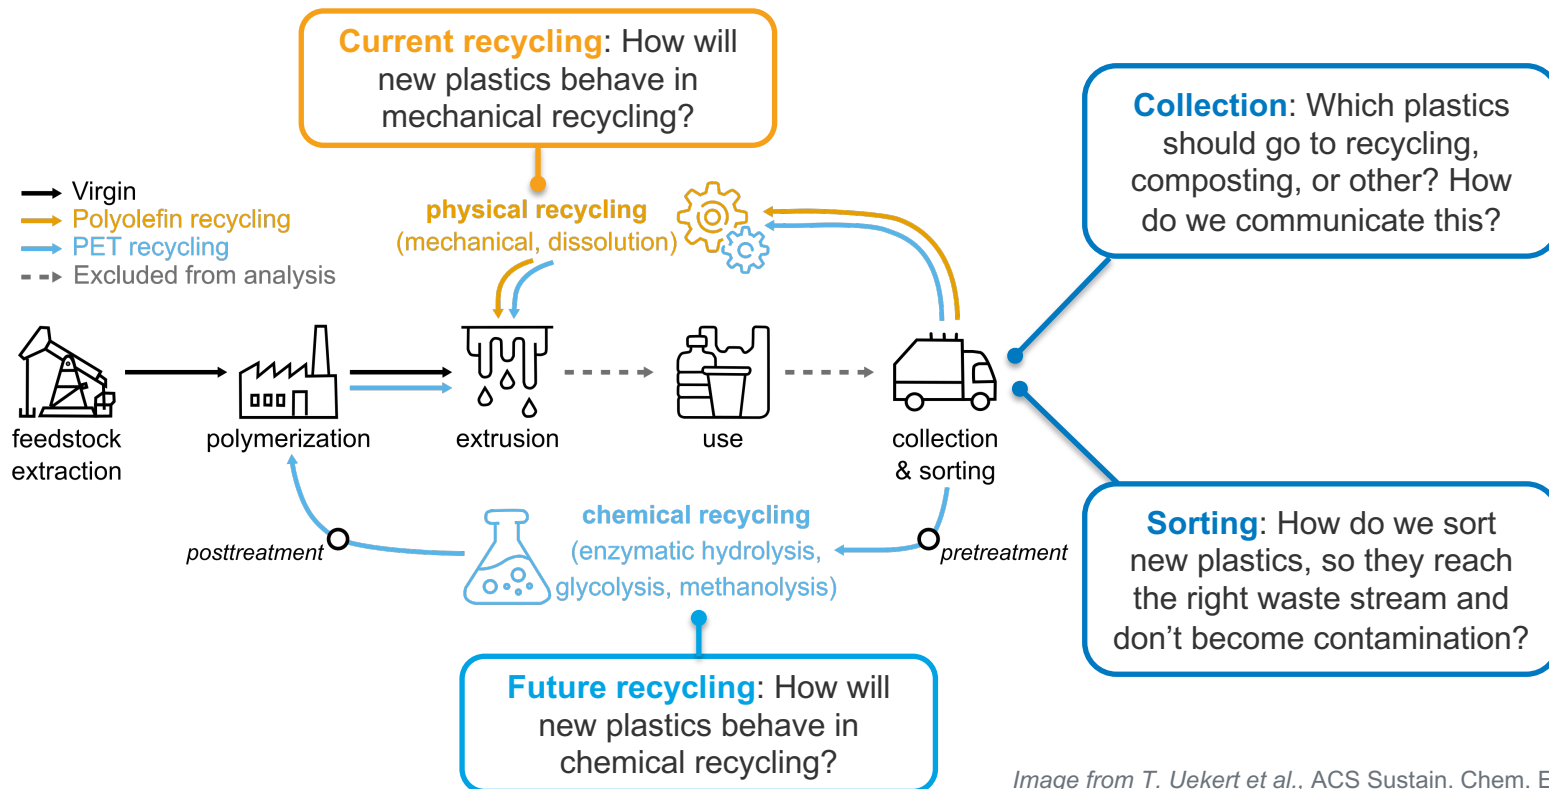 Current recycling: How will
new plastics behave in
mechanical recycling?
Collection: Which plastics
should go to recycling,
composting, or other? How
do we communicate this?
Virgin
Polyolefin recycling
PET recycling
Excluded from analysis
physical recycling
(mechanical, dissolution)
feedstock
extraction
polymerization
extrusion
use
collection
& sorting
posttreatment
chemical recycling
(enzymatic hydrolysis,
glycolysis, methanolysis)
pretreatment
Sorting: How do we sort
new plastics, so they reach
the right waste stream and
don't become contamination?
Future recycling: How will
new plastics behave in
chemical recycling?
Image from T. Uekert et al., ACS Sustain. Chem.